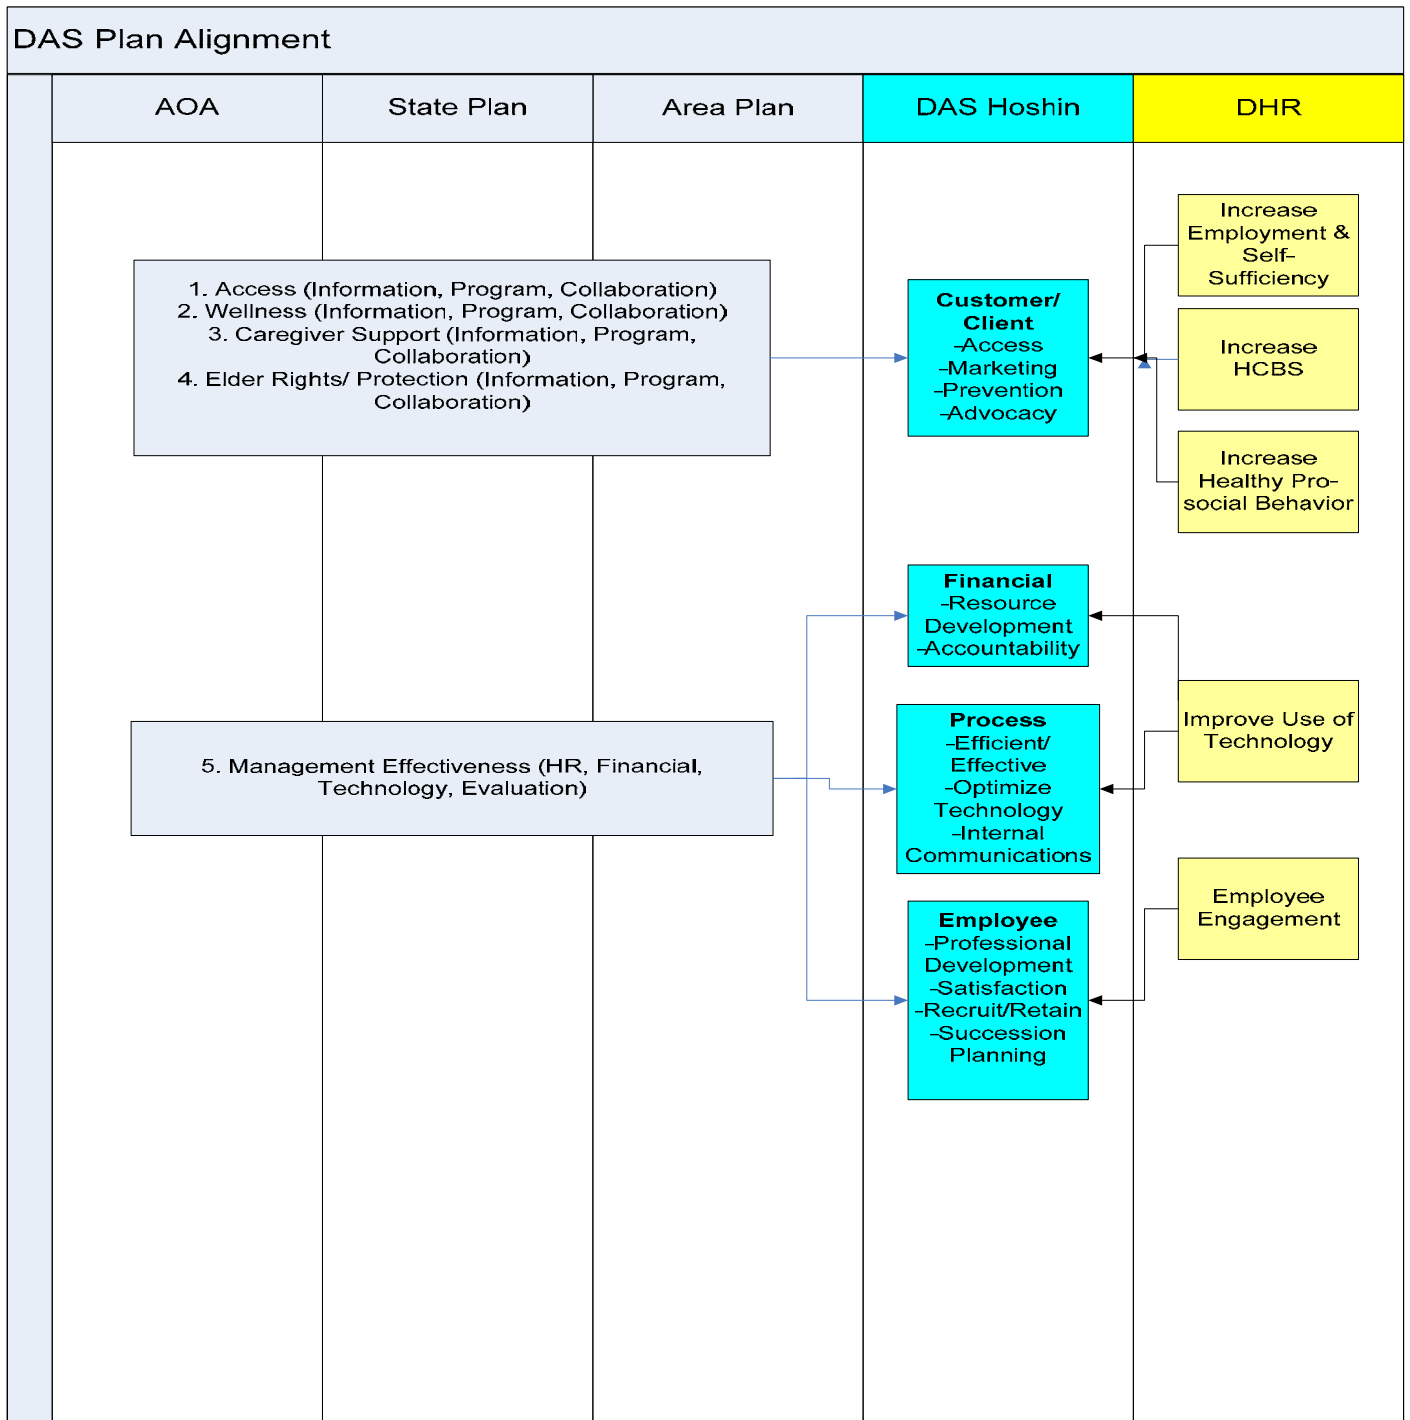 DAS Plan Alignment
AOA
State Plan
Area Plan
DAS Hoshin
DHR
1. Access (Information, Program, Collaboration)
2. Wellness (Information, Program, Collaboration)
3. Caregiver Support (Information, Program,
Collaboration)
4. Elder Rights/ Protection (Information, Program,
Collaboration)
Customer/
Client
-Access
-Marketing
-Prevention
-Advocacy
Increase
Employment &
Self-
Sufficiency
Increase
HCBS
Increase
Healthy Pro-
social Behavior
5. Management Effectiveness (HR, Financial,
Technology, Evaluation)
Financial
-Resource
Development
-Accountability
Process
-Efficient/
Effective
-Optimize
Technology
-Internal
Communications
Employee
-Professional
Development
-Satisfaction
-Recruit/Retain
-Succession
Planning
Improve Use of
Technology
Employee
Engagement